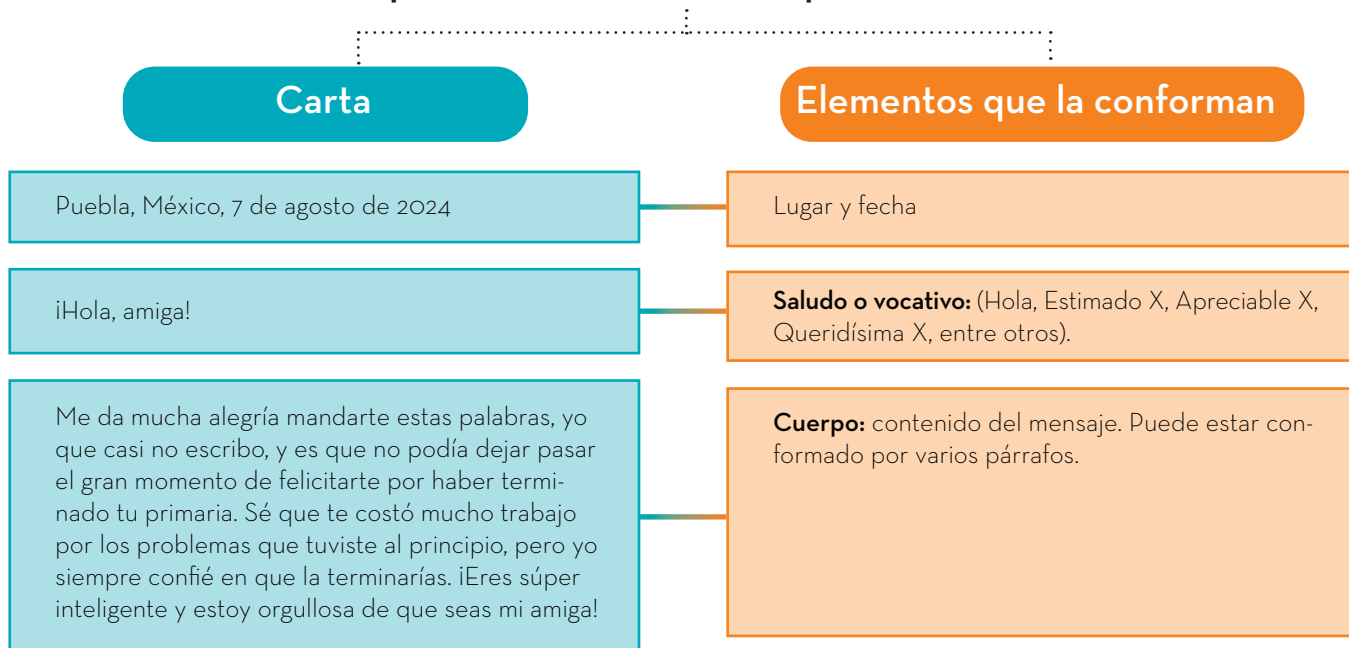 Carta
Elementos que la conforman
Puebla, México, 7 de agosto de 2024
Lugar y fecha
¡Hola, amiga!
Saludo o vocativo: (Hola, Estimado X, Apreciable X,
Queridísima X, entre otros).
Me da mucha alegría mandarte estas palabras, yo
que casi no escribo, y es que no podía dejar pasar
el gran momento de felicitarte por haber termi-
nado tu primaria. Sé que te costó mucho trabajo
por los problemas que tuviste al principio, pero yo
siempre confié en que la terminarías. ¡Eres súper
inteligente y estoy orgullosa de que seas mi amiga!
Cuerpo: contenido del mensaje. Puede estar con-
formado por varios párrafos.